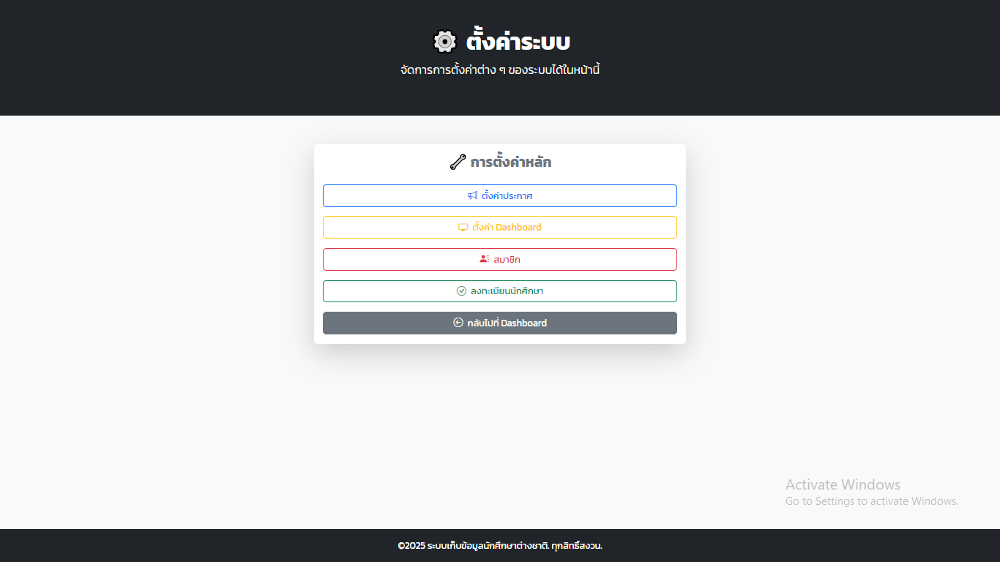 ตั้งค่าระบบ
จัดการการตั้งค่าต่าง ๆ ของระบบได้ในหน้านี้
การตั้งค่าหลัก
ตั้งค่าประกาศ
ตั้งค่า Dashboard
สมาชิก
ลงทะเบียนนักศึกษา
กลับไปที่ Dashboard
Activate Windows
Go to Settings to activate Windows.
©2025 ระบบเก็บข้อมูลนักศึกษาต่างชาติ. ทุกสิทธิ์สงวน.